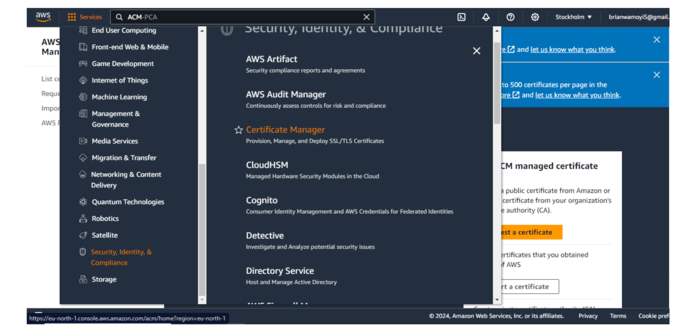 aws
Services
ACM-PCA
Stockholm
brianwamoyi5@gmail.
AWS
Man
List ce
Reque
Impor
AWS P
End User Computing
Front-end Web & Mobile
Game Development
Internet of Things
Machine Learning
Management &
Governance
Media Services
Migration & Transfer
Networking & Content
Delivery
Quantum Technologies
Robotics
Satellite
Security, Identity, &
Compliance
Storage
Security, Identity, & Compliance
AWS Artifact
Security compliance reports and agreements
AWS Audit Manager
Continuously assess controls for risk and compliance
Certificate Manager
Provision, Manage, and Deploy SSL/TLS Certificates
CloudHSM
Managed Hardware Security Modules in the Cloud
Cognito
Consumer Identity Management and AWS Credentials for Federated Identities
Detective
Investigate and Analyze potential security issues
Directory Service
Host and Manage Active Directory
AWS Firewall M
re and let us know what you think.
to 500 certificates per page in the
ore and let us know what you think.
CM managed certificate
public certificate from Amazon or
certificate from your organization's
e authority (CA).
est a certificate
ertificates that you obtained
of AWS
rt a certificate
https://eu-north-1.console.aws.amazon.com/acm/home?region=eu-north-1
© 2024, Amazon Web Services, Inc. or its affiliates.
Privacy
Terms
Cookie pref